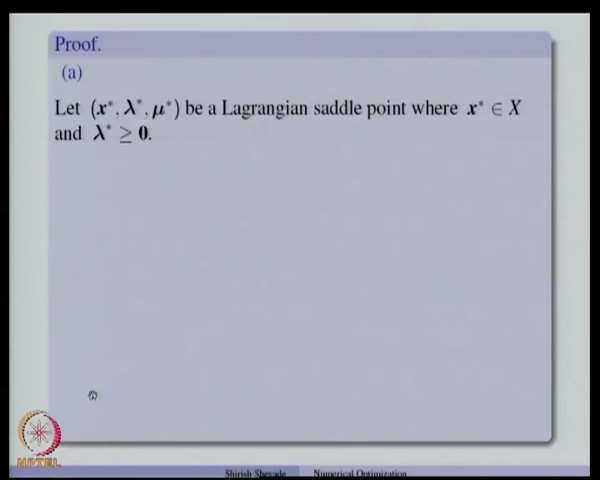 Proof.
(a)
Let (x*, λ*, μ*) be a Lagrangian saddle point where x* ∈ X
and λ* ≥ 0.
NPTEL
Shirish Shevade Numerical Optimization